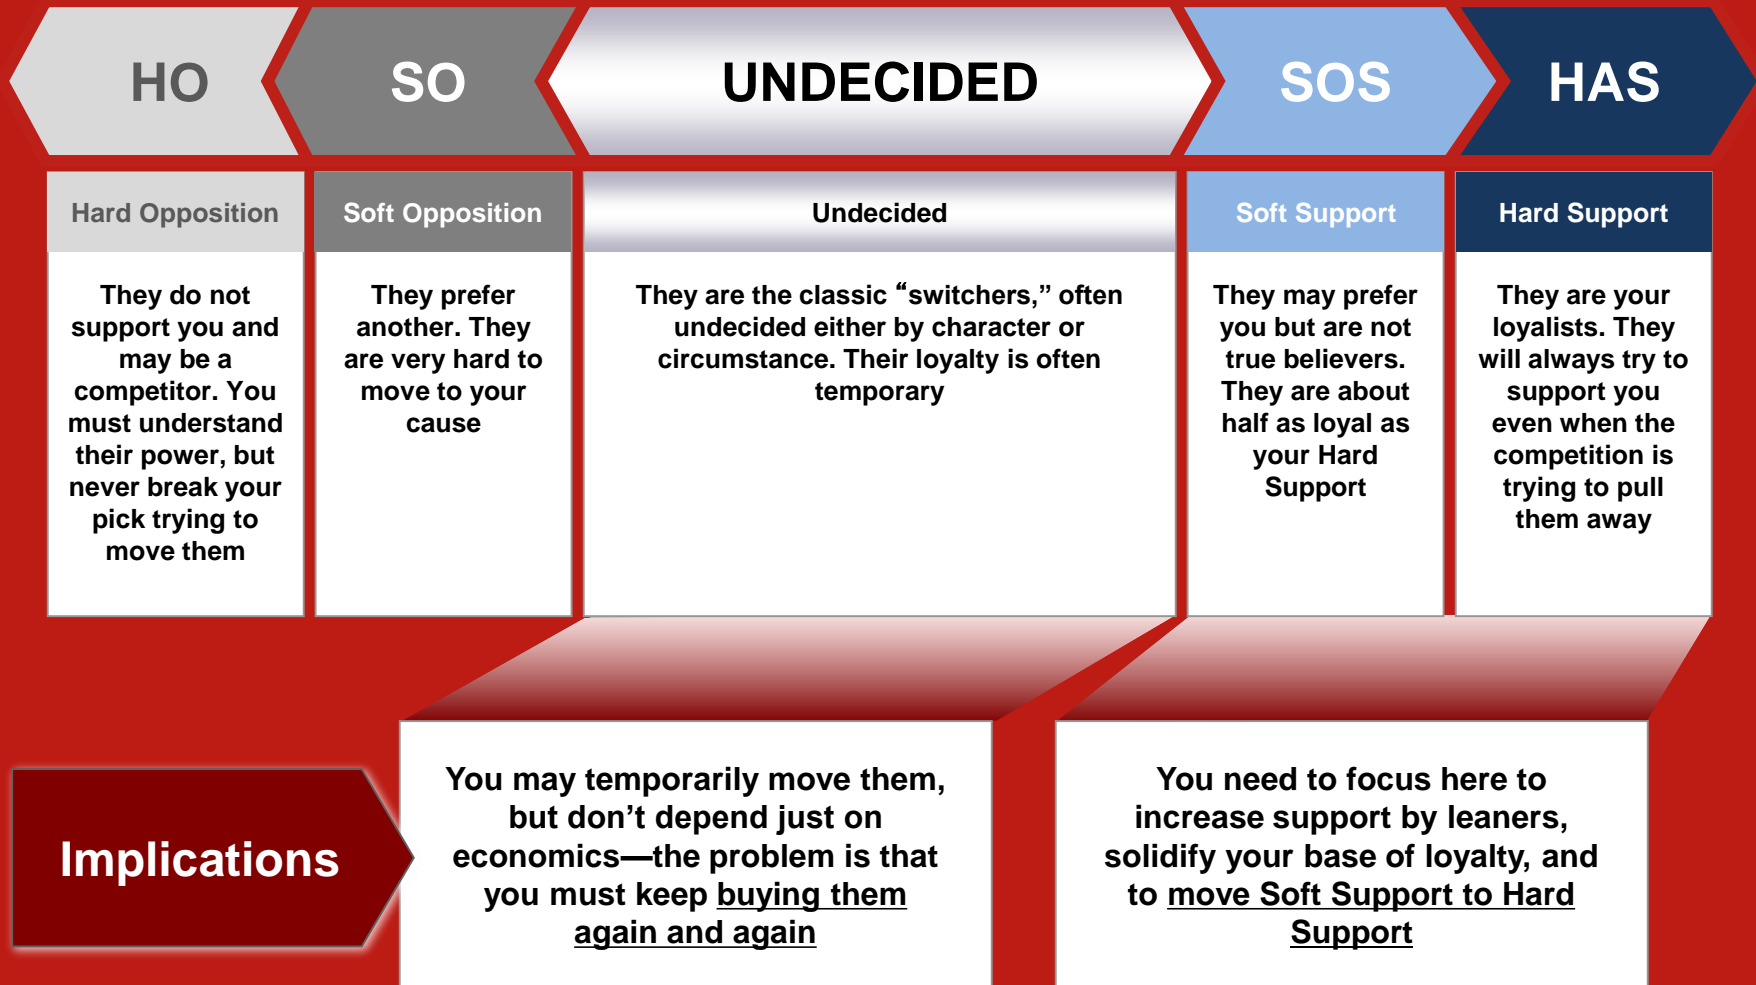 HO
SO
UNDECIDED
SOS
HAS
Hard Opposition
Soft Opposition
Undecided
Soft Support
Hard Support
They do not
support you and
may be a
competitor. You
must understand
their power, but
never break your
pick trying to
move them
They prefer
another. They
are very hard to
move to your
cause
They are the classic “switchers,” often
undecided either by character or
circumstance. Their loyalty is often
temporary
They may prefer
you but are not
true believers.
They are about
half as loyal as
your Hard
Support
They are your
loyalists. They
will always try to
support you
even when the
competition is
trying to pull
them away
Implications
You may temporarily move them,
but don’t depend just on
economics—the problem is that
you must keep buying them
again and again
You need to focus here to
increase support by leaners,
solidify your base of loyalty, and
to move Soft Support to Hard
Support